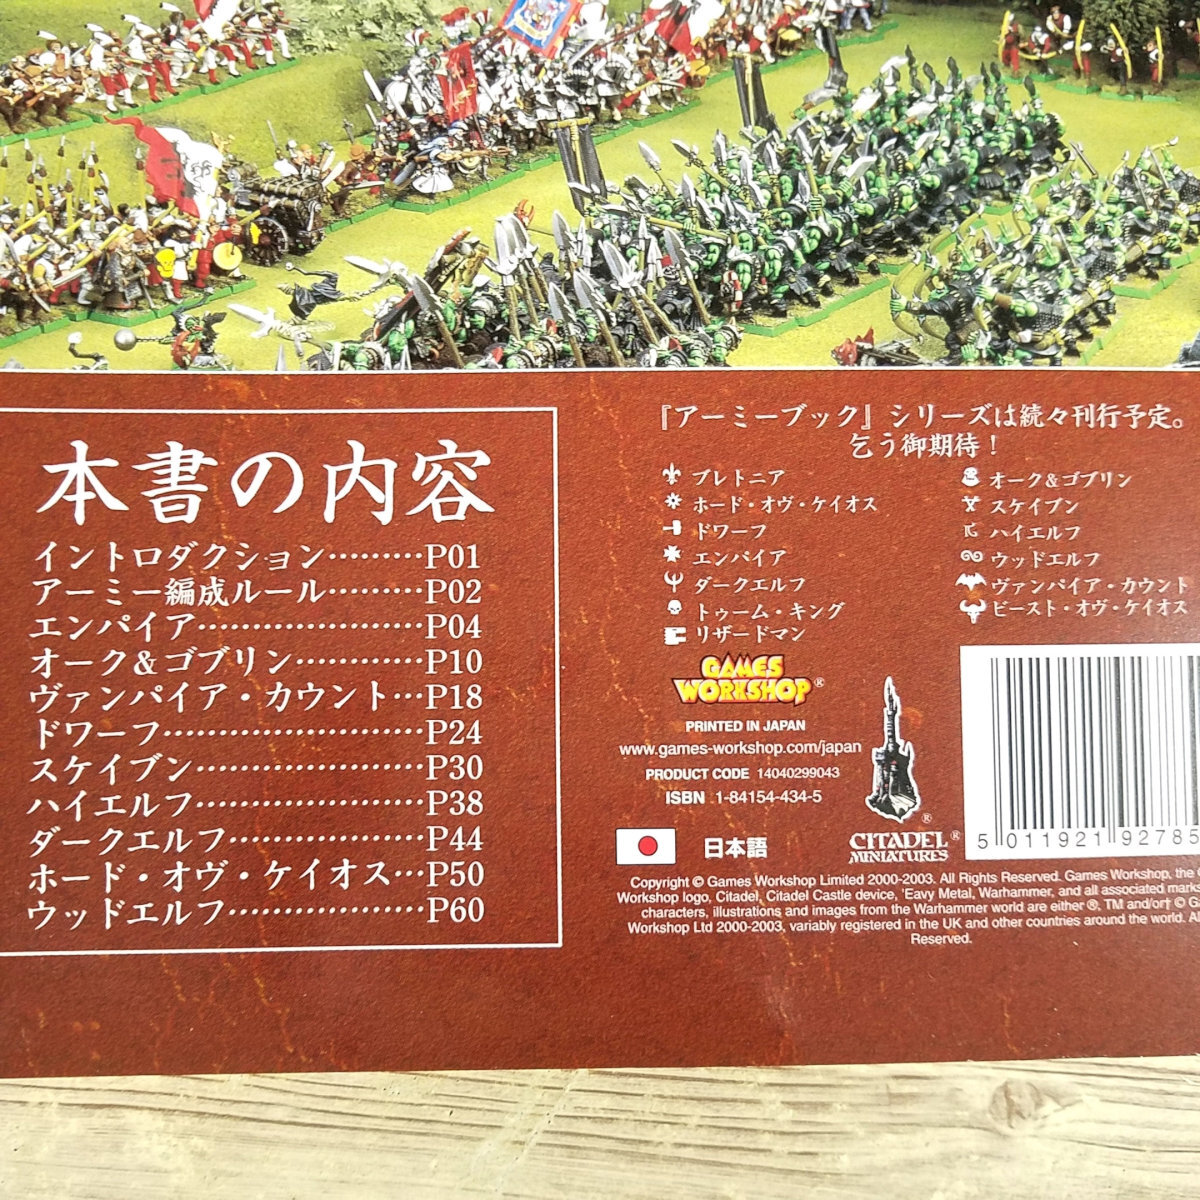 本書の内容
イントロダクション………P01
アーミー編成ルール………P02
エンパイア…………………P04
オーク&ゴブリン…………P10
ヴァンパイア・カウント…P18
ドワーフ……………………P24
スケイブン…………………P30
ハイエルフ…………………P38
ダークエルフ………………P44
ホード・オヴ・ケイオス…P50
ウッドエルフ………………P60
『アーミーブック』シリーズは続々刊行予定。
乞う御期待！
ブレトニア
ホード・オヴ・ケイオス
ドワーフ
エンパイア
ダークエルフ
トゥーム・キング
リザードマン
オーク&ゴブリン
スケイブン
ハイエルフ
ウッドエルフ
ヴァンパイア・カウント
ビースト・オヴ・ケイオス
GAMES
WORKSHOP®
PRINTED IN JAPAN
www.games-workshop.com/japan
PRODUCT CODE 14040299043
ISBN 1-84154-434-5
日本語
®
CITADEL®
MINIATURES
5 011921 92785
Copyright © Games Workshop Limited 2000-2003. All Rights Reserved. Games Workshop, the
Workshop logo, Citadel, Citadel Castle device, 'Eavy Metal, Warhammer, and all associated marks
characters, illustrations and images from the Warhammer world are either ®, TM and/or† ©
Workshop Ltd 2000-2003, variably registered in the UK and other countries around the world.
Reserved.